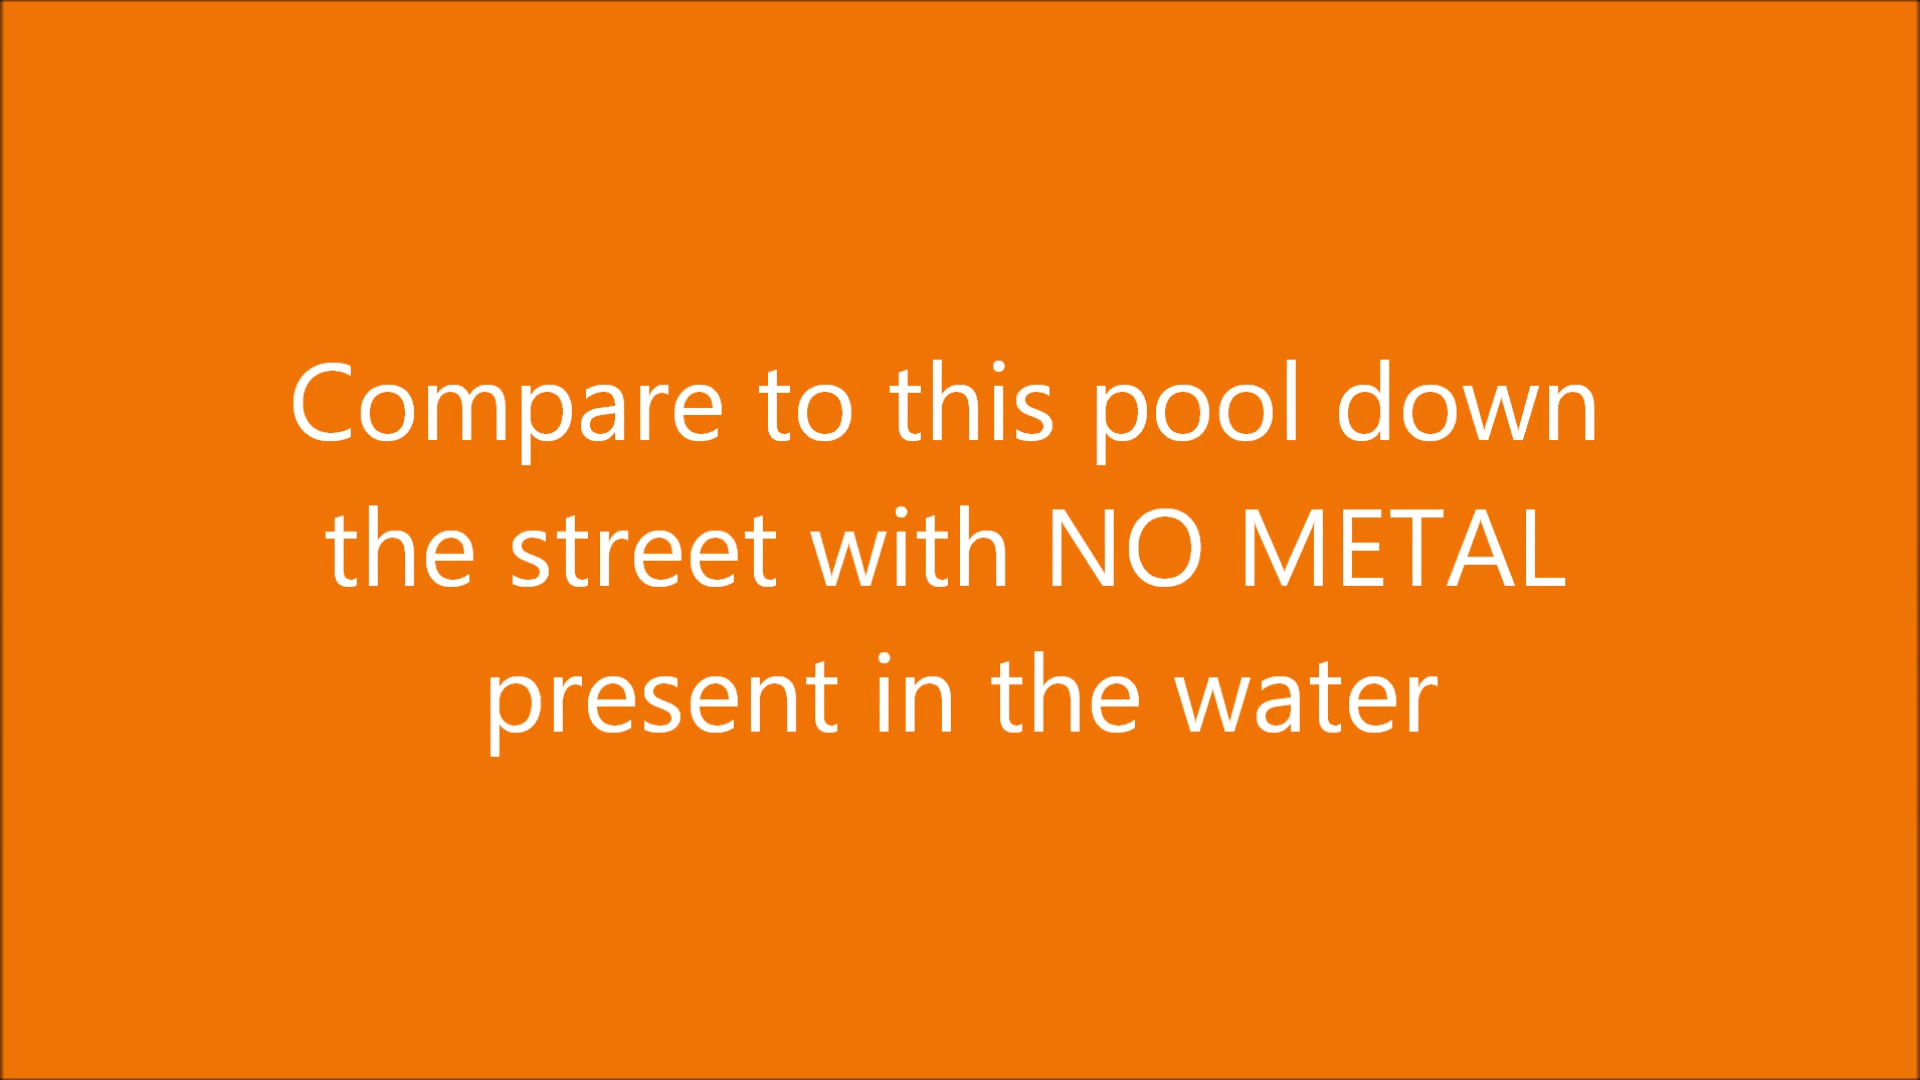 Compare to this pool down
the street with NO METAL
present in the water